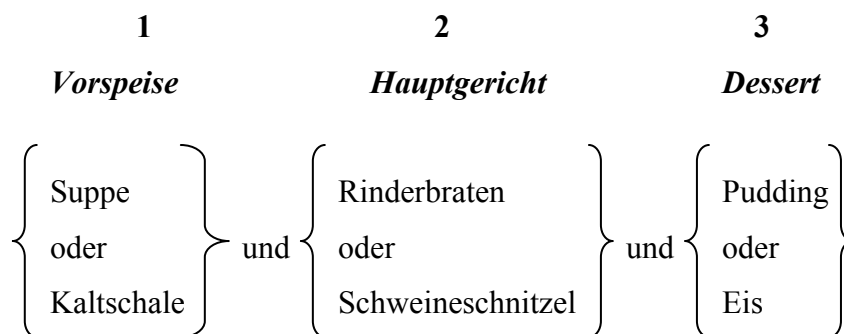 1 2 3
Vorspeise Hauptgericht Dessert
Suppe Rinderbraten Pudding
oder und oder und oder
Kaltschale Schweineschnitzel Eis